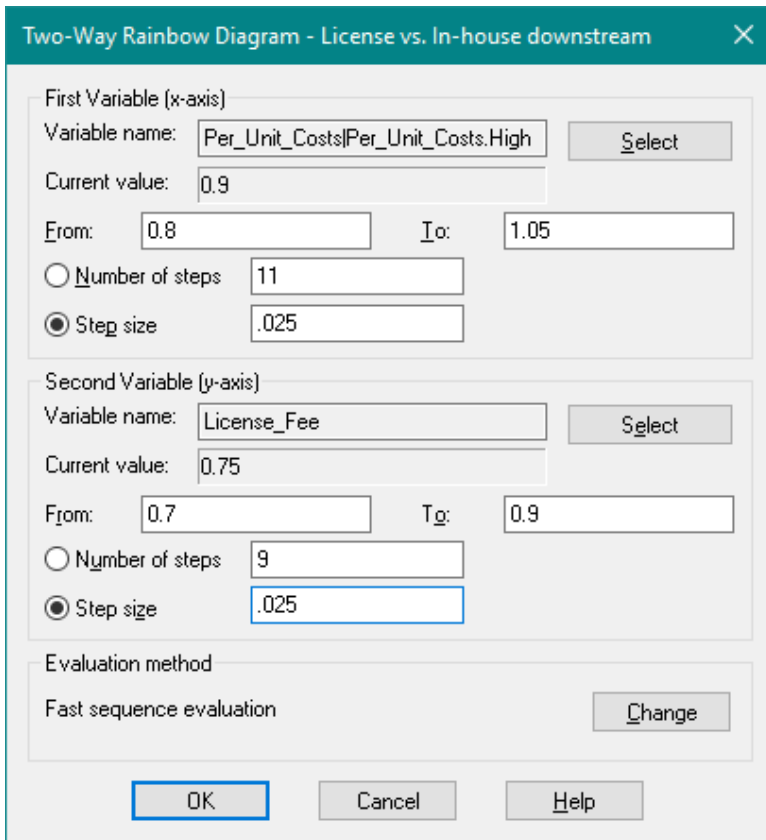 Two-Way Rainbow Diagram - License vs. In-house downstream
First Variable (x-axis)
Variable name: Per_Unit_Costs|Per_Unit_Costs.High Select
Current value: 0.9
From: 0.8 To: 1.05
Number of steps 11
Step size .025
Second Variable (y-axis)
Variable name: License_Fee Select
Current value: 0.75
From: 0.7 To: 0.9
Number of steps 9
Step size .025
Evaluation method
Fast sequence evaluation Change
OK Cancel Help